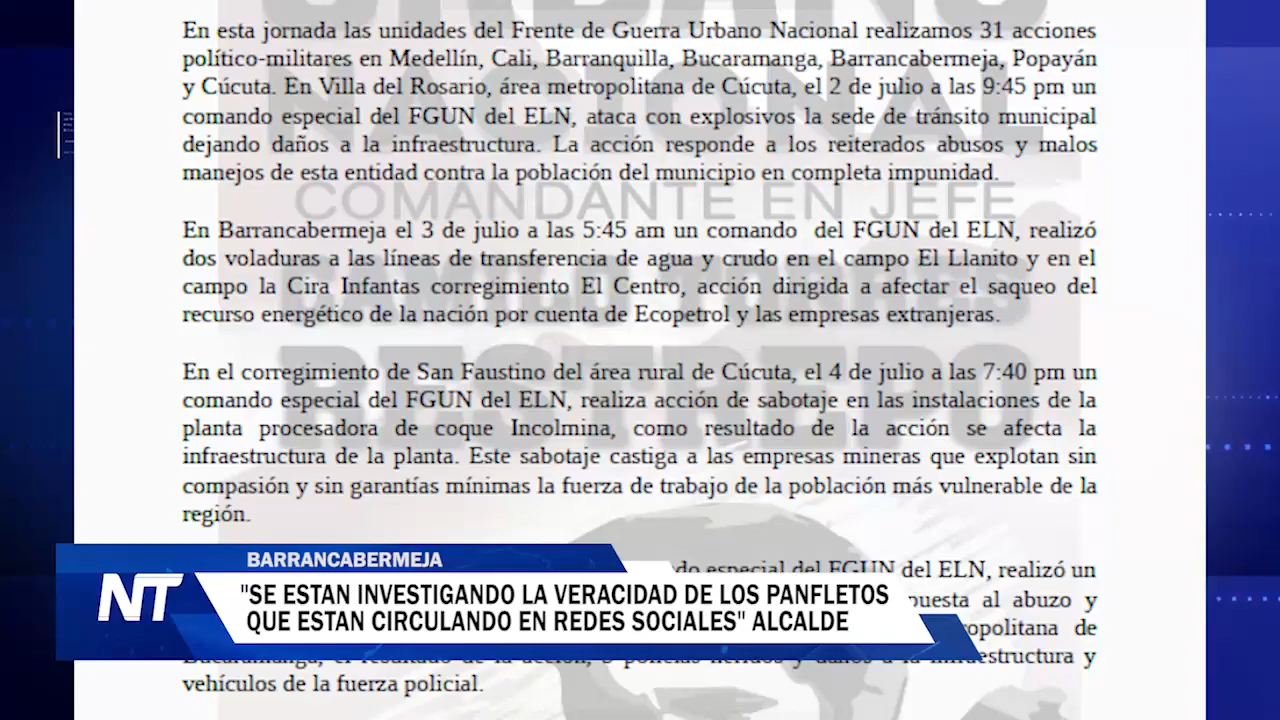 URBANO
NACIONAL
COMANDANTE EN JEFE
CAMILO TORRES
RESTREPO
En esta jornada las unidades del Frente de Guerra Urbano Nacional realizamos 31 acciones
político-militares en Medellín, Cali, Barranquilla, Bucaramanga, Barrancabermeja, Popayán
y Cúcuta. En Villa del Rosario, área metropolitana de Cúcuta, el 2 de julio a las 9:45 pm un
comando especial del FGUN del ELN, ataca con explosivos la sede de tránsito municipal
dejando daños a la infraestructura. La acción responde a los reiterados abusos y malos
manejos de esta entidad contra la población del municipio en completa impunidad.
En Barrancabermeja el 3 de julio a las 5:45 am un comando del FGUN del ELN, realizó
dos voladuras a las líneas de transferencia de agua y crudo en el campo El Llanito y en el
campo la Cira Infantas corregimiento El Centro, acción dirigida a afectar el saqueo del
recurso energético de la nación por cuenta de Ecopetrol y las empresas extranjeras.
En el corregimiento de San Faustino del área rural de Cúcuta, el 4 de julio a las 7:40 pm un
comando especial del FGUN del ELN, realiza acción de sabotaje en las instalaciones de la
planta procesadora de coque Incolmina, como resultado de la acción se afecta la
infraestructura de la planta. Este sabotaje castiga a las empresas mineras que explotan sin
compasión y sin garantías mínimas la fuerza de trabajo de la población más vulnerable de la
región.
especial del FGUN del ELN, realizó un
al abuzo y
de
y
vehículos de la fuerza policial.
BARRANCABERMEJA
NT
"SE ESTAN INVESTIGANDO LA VERACIDAD DE LOS PANFLETOS
QUE ESTAN CIRCULANDO EN REDES SOCIALES" ALCALDE